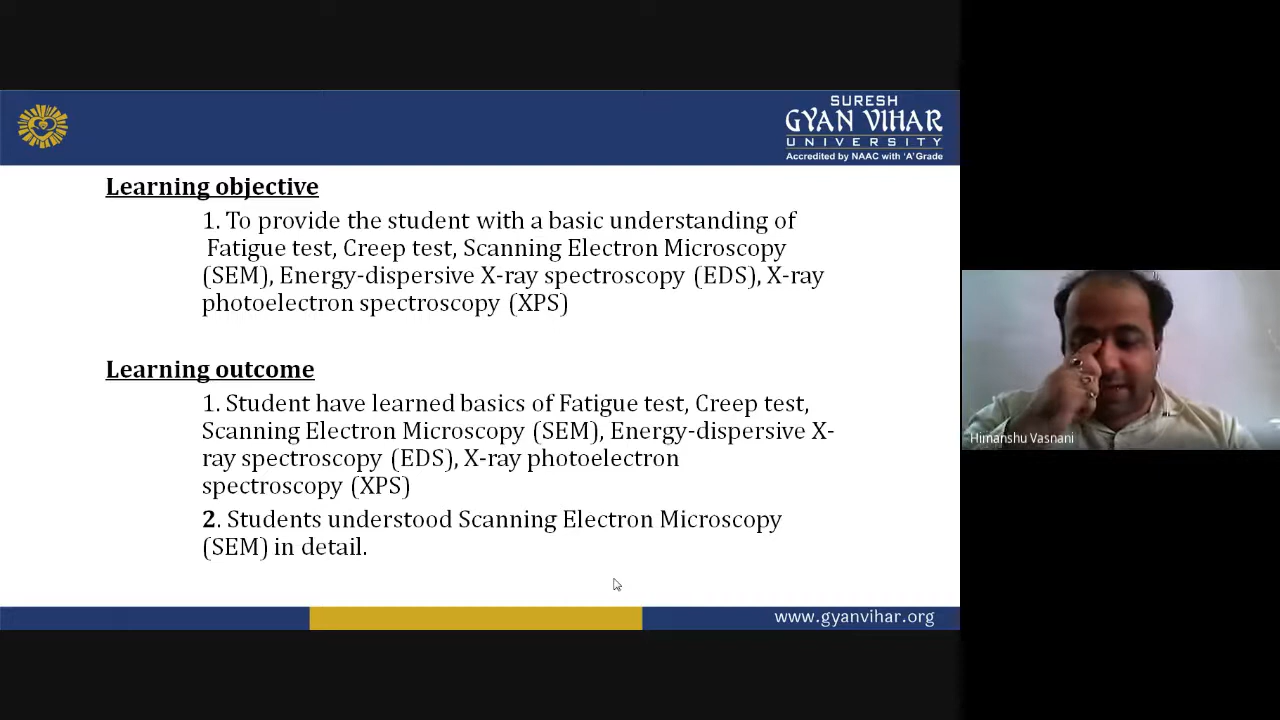 SURESH
GYAN VIHAR
UNIVERSITY
Accredited by NAAC with 'A' Grade
Learning objective
1. To provide the student with a basic understanding of
Fatigue test, Creep test, Scanning Electron Microscopy
(SEM), Energy-dispersive X-ray spectroscopy (EDS), X-ray
photoelectron spectroscopy (XPS)
Learning outcome
1. Student have learned basics of Fatigue test, Creep test,
Scanning Electron Microscopy (SEM), Energy-dispersive X-
ray spectroscopy (EDS), X-ray photoelectron
spectroscopy (XPS)
2. Students understood Scanning Electron Microscopy
(SEM) in detail.
www.gyanvihar.org
Himanshu Vasnani